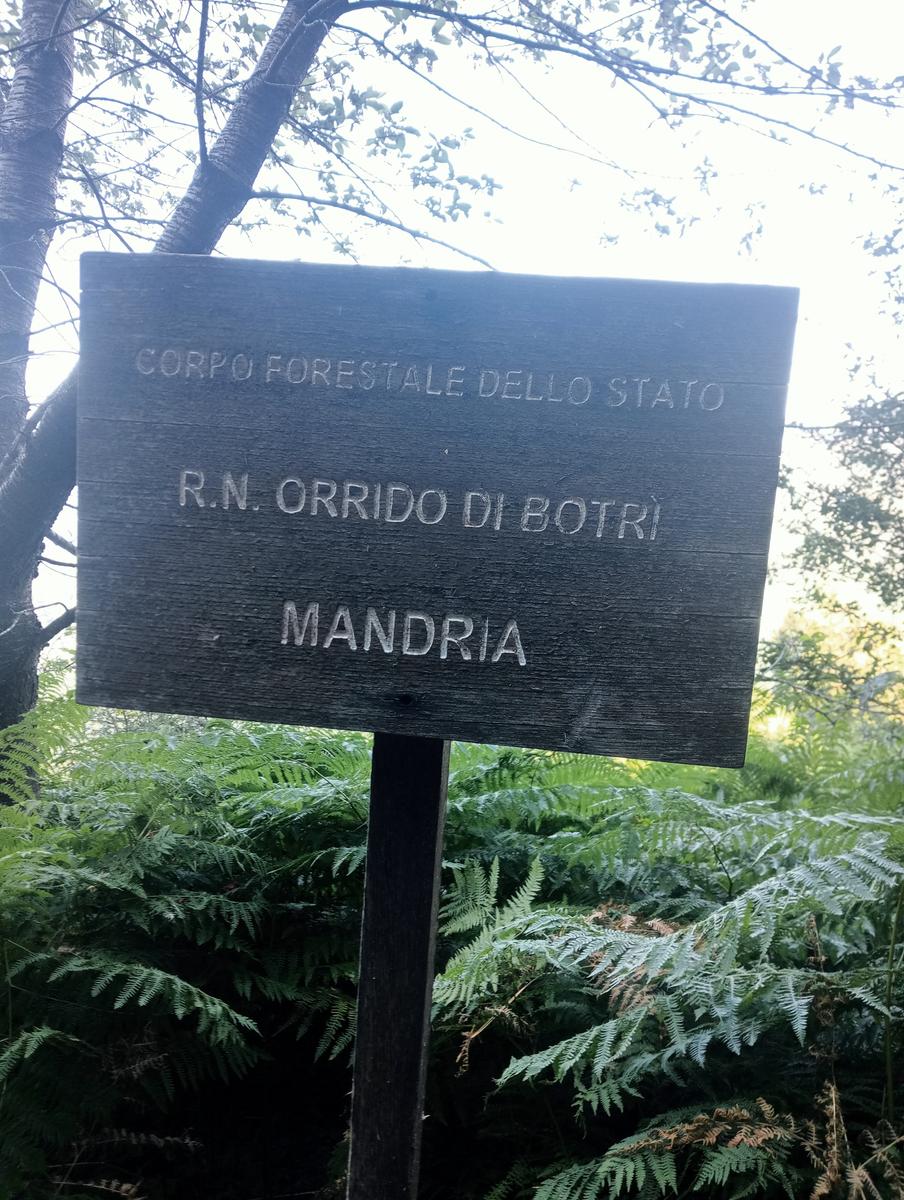 CORPO FORESTALE DELLO STATO
R.N. ORRIDO DI BOTRÌ
MANDRIA